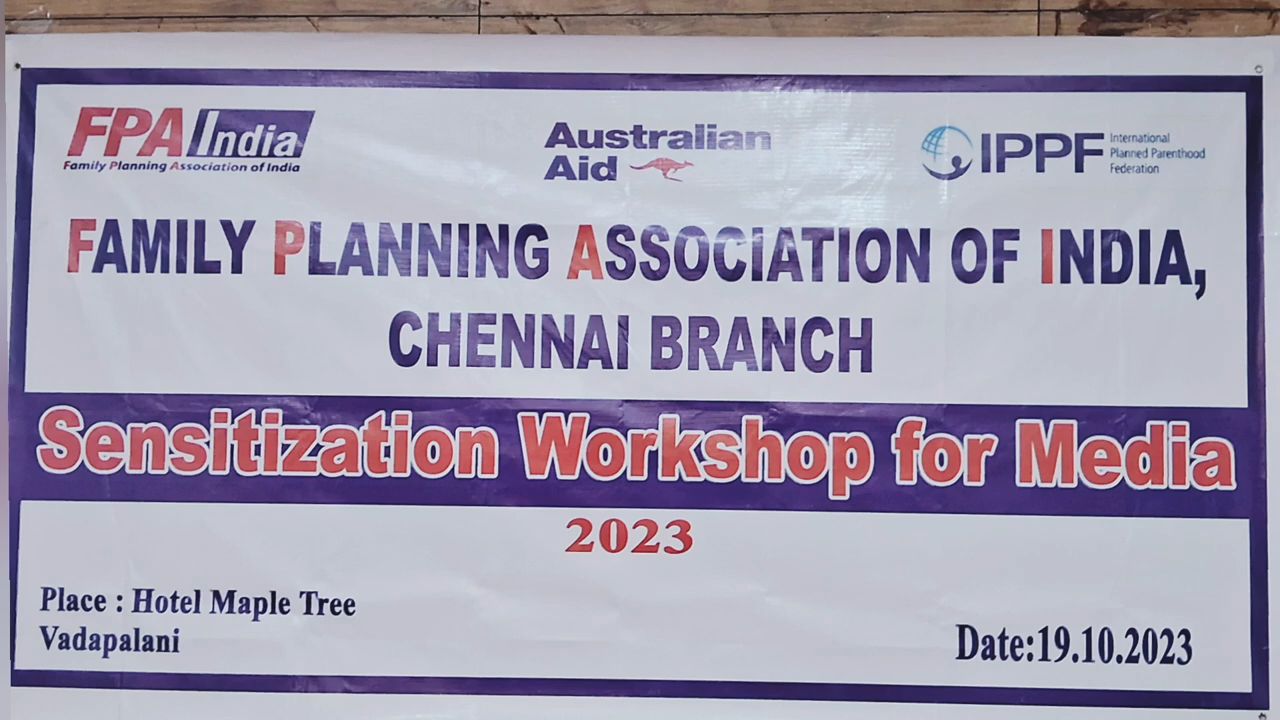 FPA India
Family Planning Association of India
Australian
Aid
IPPF
International
Planned Parenthood
Federation
FAMILY PLANNING ASSOCIATION OF INDIA,
CHENNAI BRANCH
Sensitization Workshop for Media
2023
Place : Hotel Maple Tree
Vadapalani
Date:19.10.2023